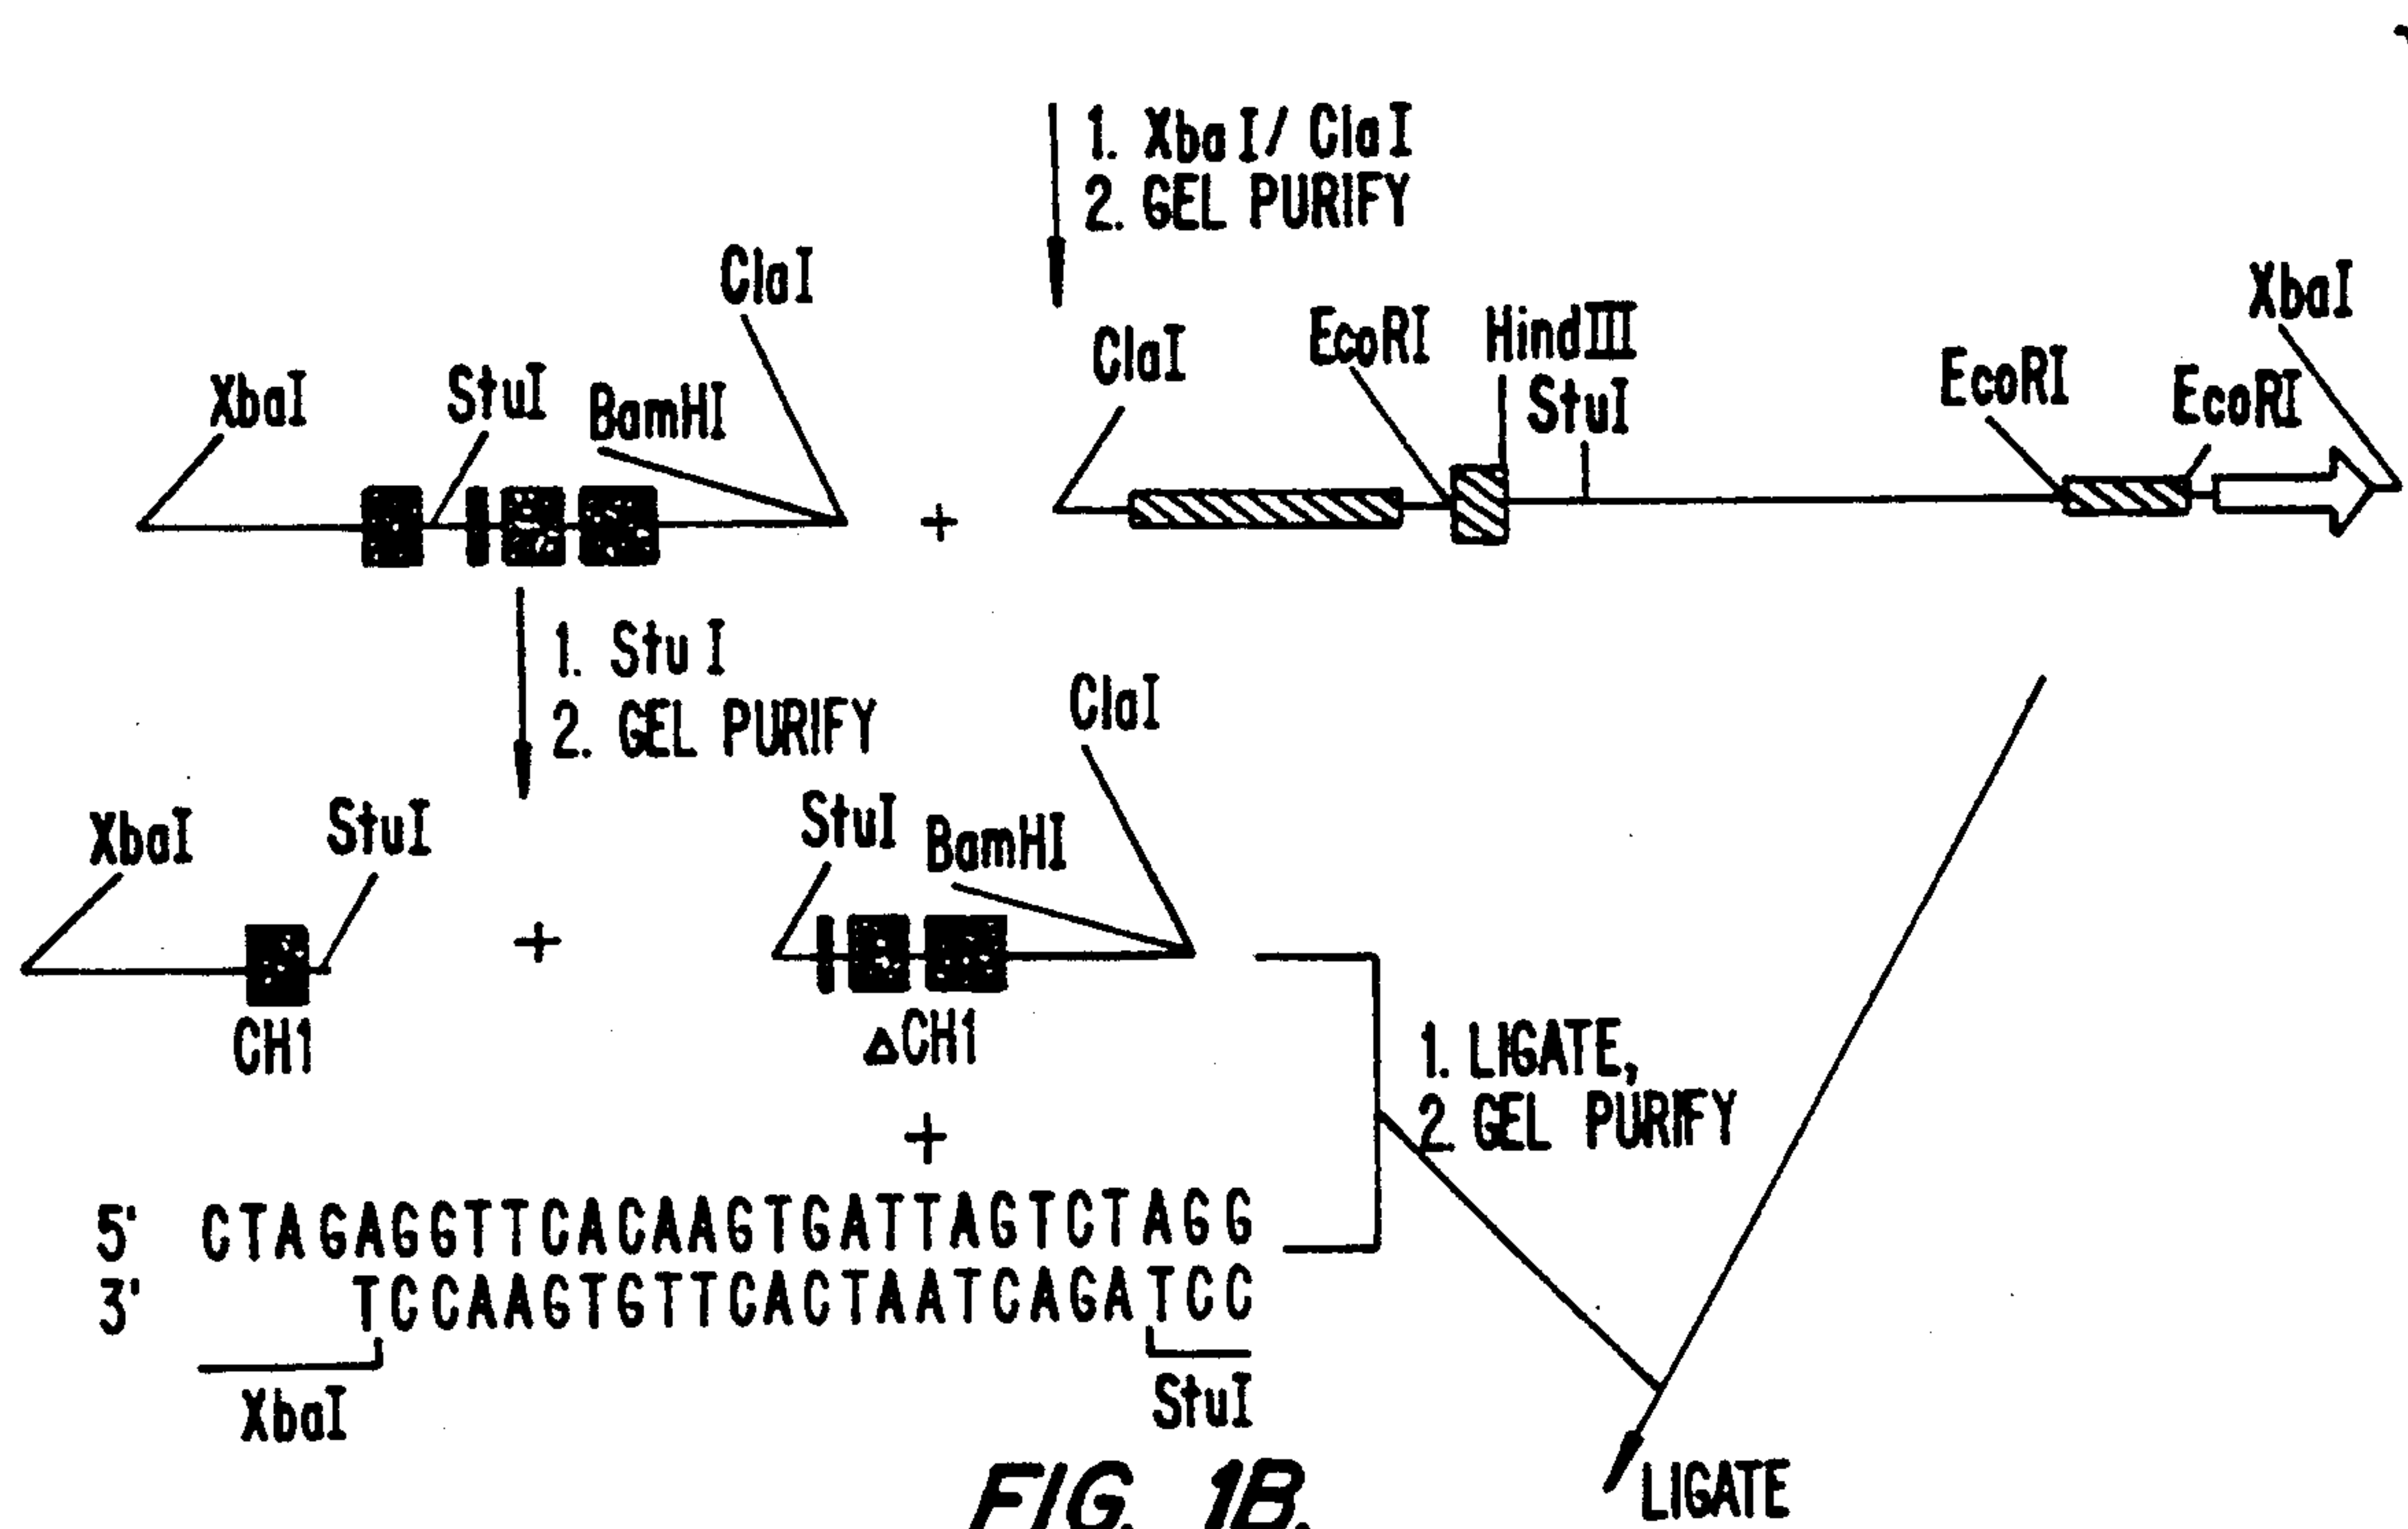 1. XbaI/ ClaI
2. GEL PURIFY
XbaI
StuI
BamHI
ClaI
+
ClaI
EcoRI
HindIII
StuI
EcoRI
EcoRI
XbaI
1. Stu I
2. GEL PURIFY
XbaI
StuI
CH1
+
StuI
BamHI
ClaI
ΔCH1
+
1. LIGATE,
2. GEL PURIFY
5' CTAGAGGTTCACAAGTGATTAGTCTAGG
3' TCCAAGTGTTCACTAATCAGATCC
XbaI
StuI
LIGATE
FIG. 1B.